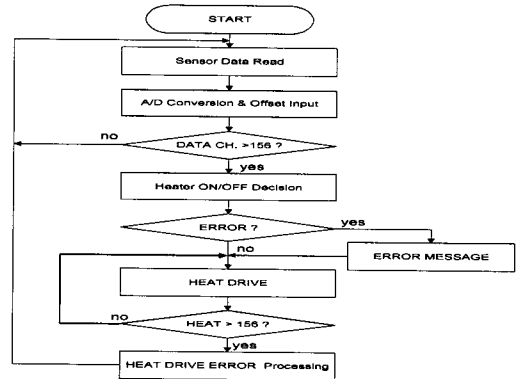 START
Sensor Data Read
A/D Conversion & Offset Input
no
DATA CH. >156 ?
yes
Heater ON/OFF Decision
ERROR ?
yes
no
ERROR MESSAGE
HEAT DRIVE
no
HEAT > 156 ?
yes
HEAT DRIVE ERROR Processing